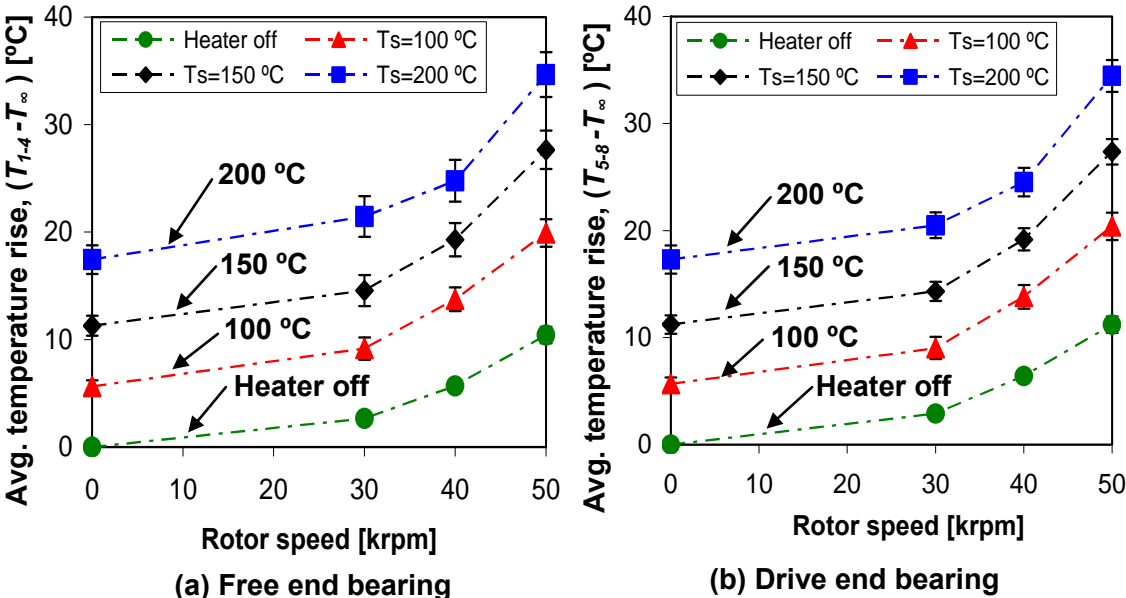 Avg. temperature rise, (T1-4 -T∞ ) [ºC]
40
30
20
10
0
Heater off
Ts=100 ºC
Ts=150 ºC
Ts=200 ºC
200 ºC
150 ºC
100 ºC
Heater off
0 10 20 30 40 50
Rotor speed [krpm]
(a) Free end bearing
Avg. temperature rise, (T5-8 -T∞ ) [ºC]
40
30
20
10
0
Heater off
Ts=100 ºC
Ts=150 ºC
Ts=200 ºC
200 ºC
150 ºC
100 ºC
Heater off
0 10 20 30 40 50
Rotor speed [krpm]
(b) Drive end bearing